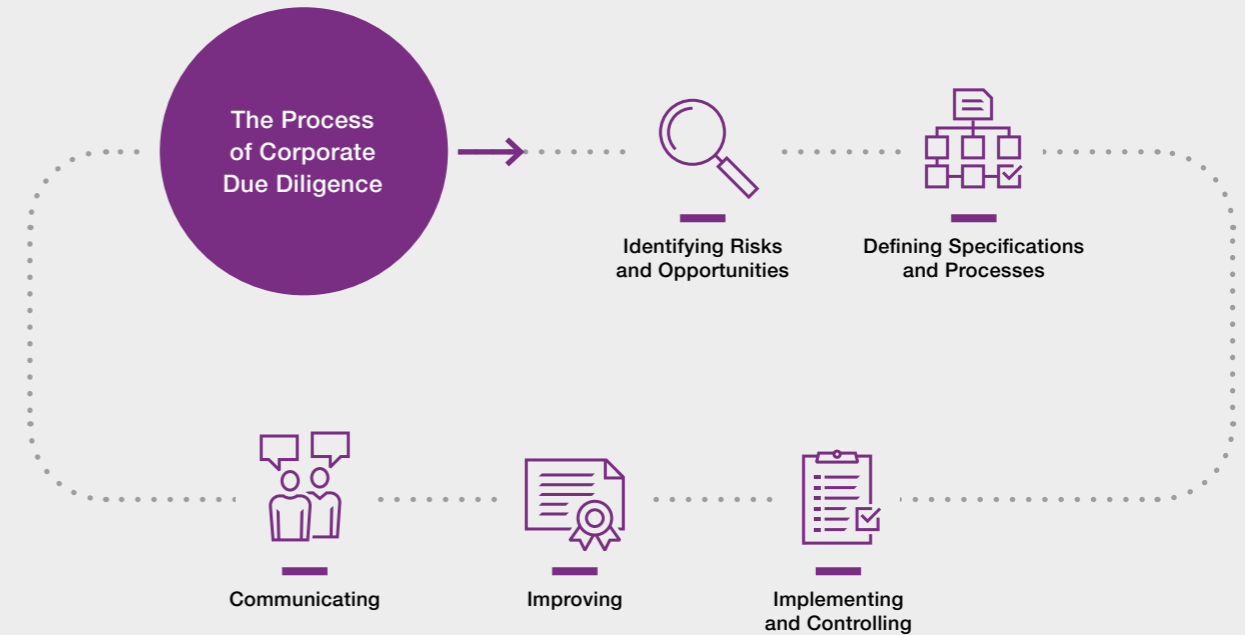 The Process
of Corporate
Due Diligence
Identifying Risks
and Opportunities
Defining Specifications
and Processes
Communicating
Improving
Implementing
and Controlling